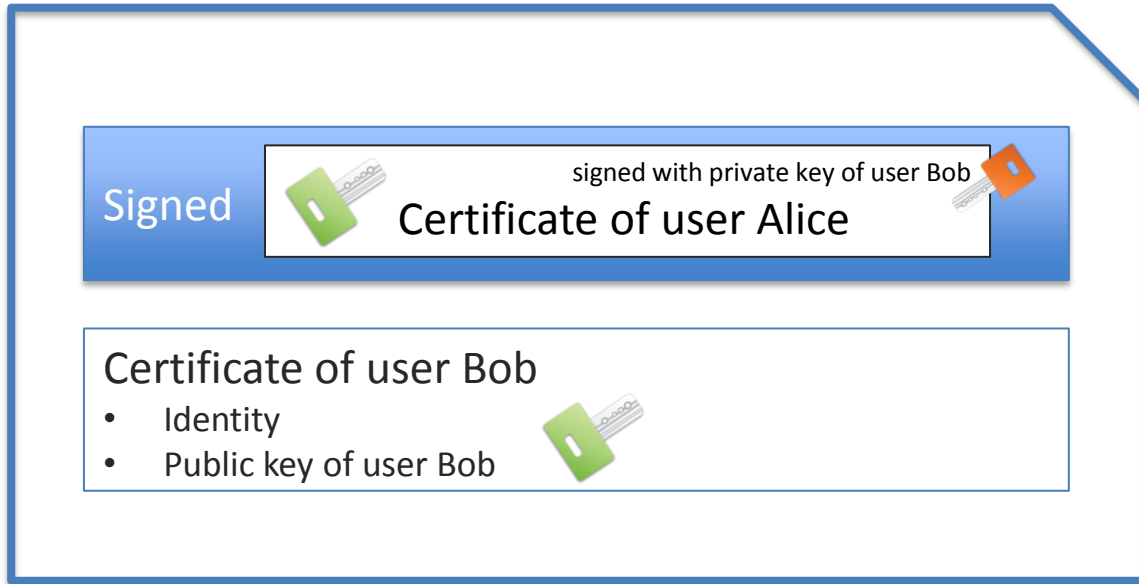 signed with private key of user Bob
Signed
Certificate of user Alice
Certificate of user Bob
• Identity
• Public key of user Bob